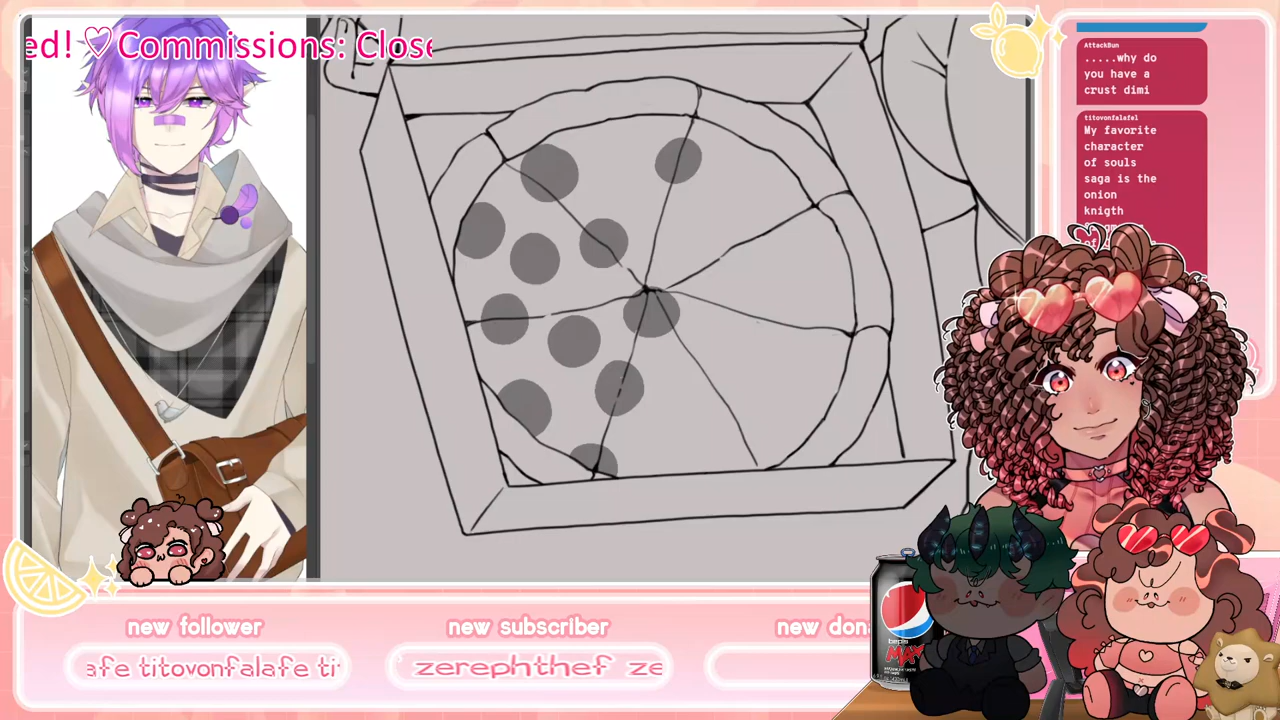 ed! ♡Commissions: Close
AttackBun
.....why do
you have a
crust dimi
titovonfalafel
My favorite
character
of souls
saga is the
onion
knigth
new follower
new subscriber
new don
afe titovonfalafe ti
zerephthef ze
bepis
MAX